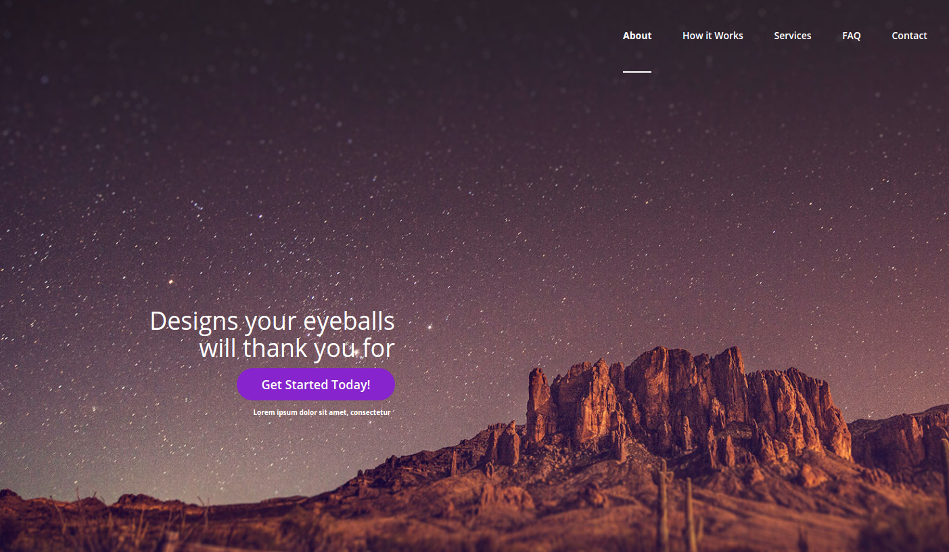 About How it Works Services FAQ Contact
Designs your eyeballs
will thank you for
Get Started Today!
Lorem ipsum dolor sit amet, consectetur